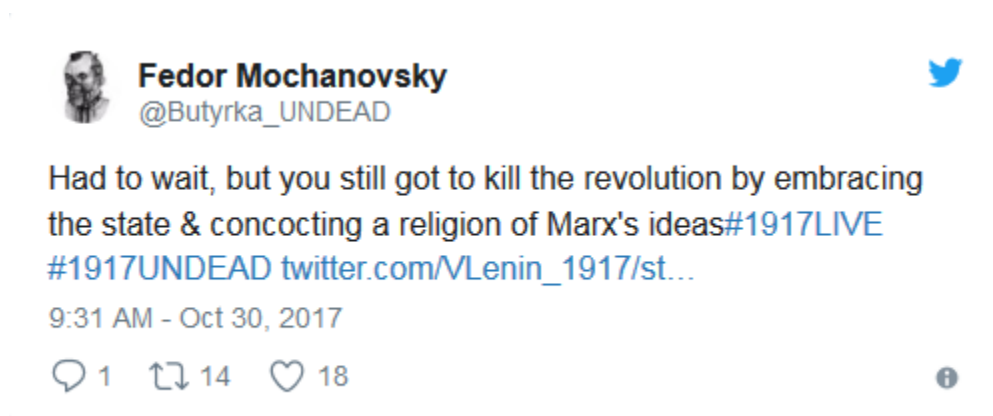 Fedor Mochanovsky
@Butyrka_UNDEAD
Had to wait, but you still got to kill the revolution by embracing
the state & concocting a religion of Marx's ideas#1917LIVE
#1917UNDEAD twitter.com/VLenin_1917/st...
9:31 AM - Oct 30, 2017
1 14 18